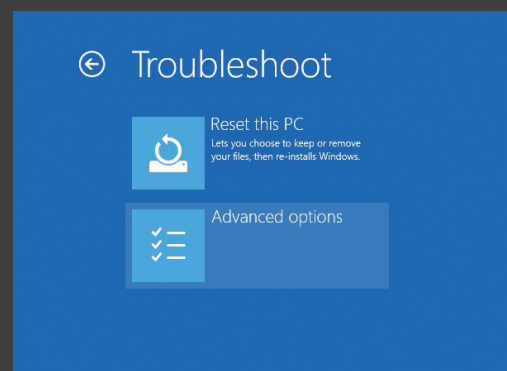 Troubleshoot
Reset this PC
Lets you choose to keep or remove
your files, then re-installs Windows.
Advanced options